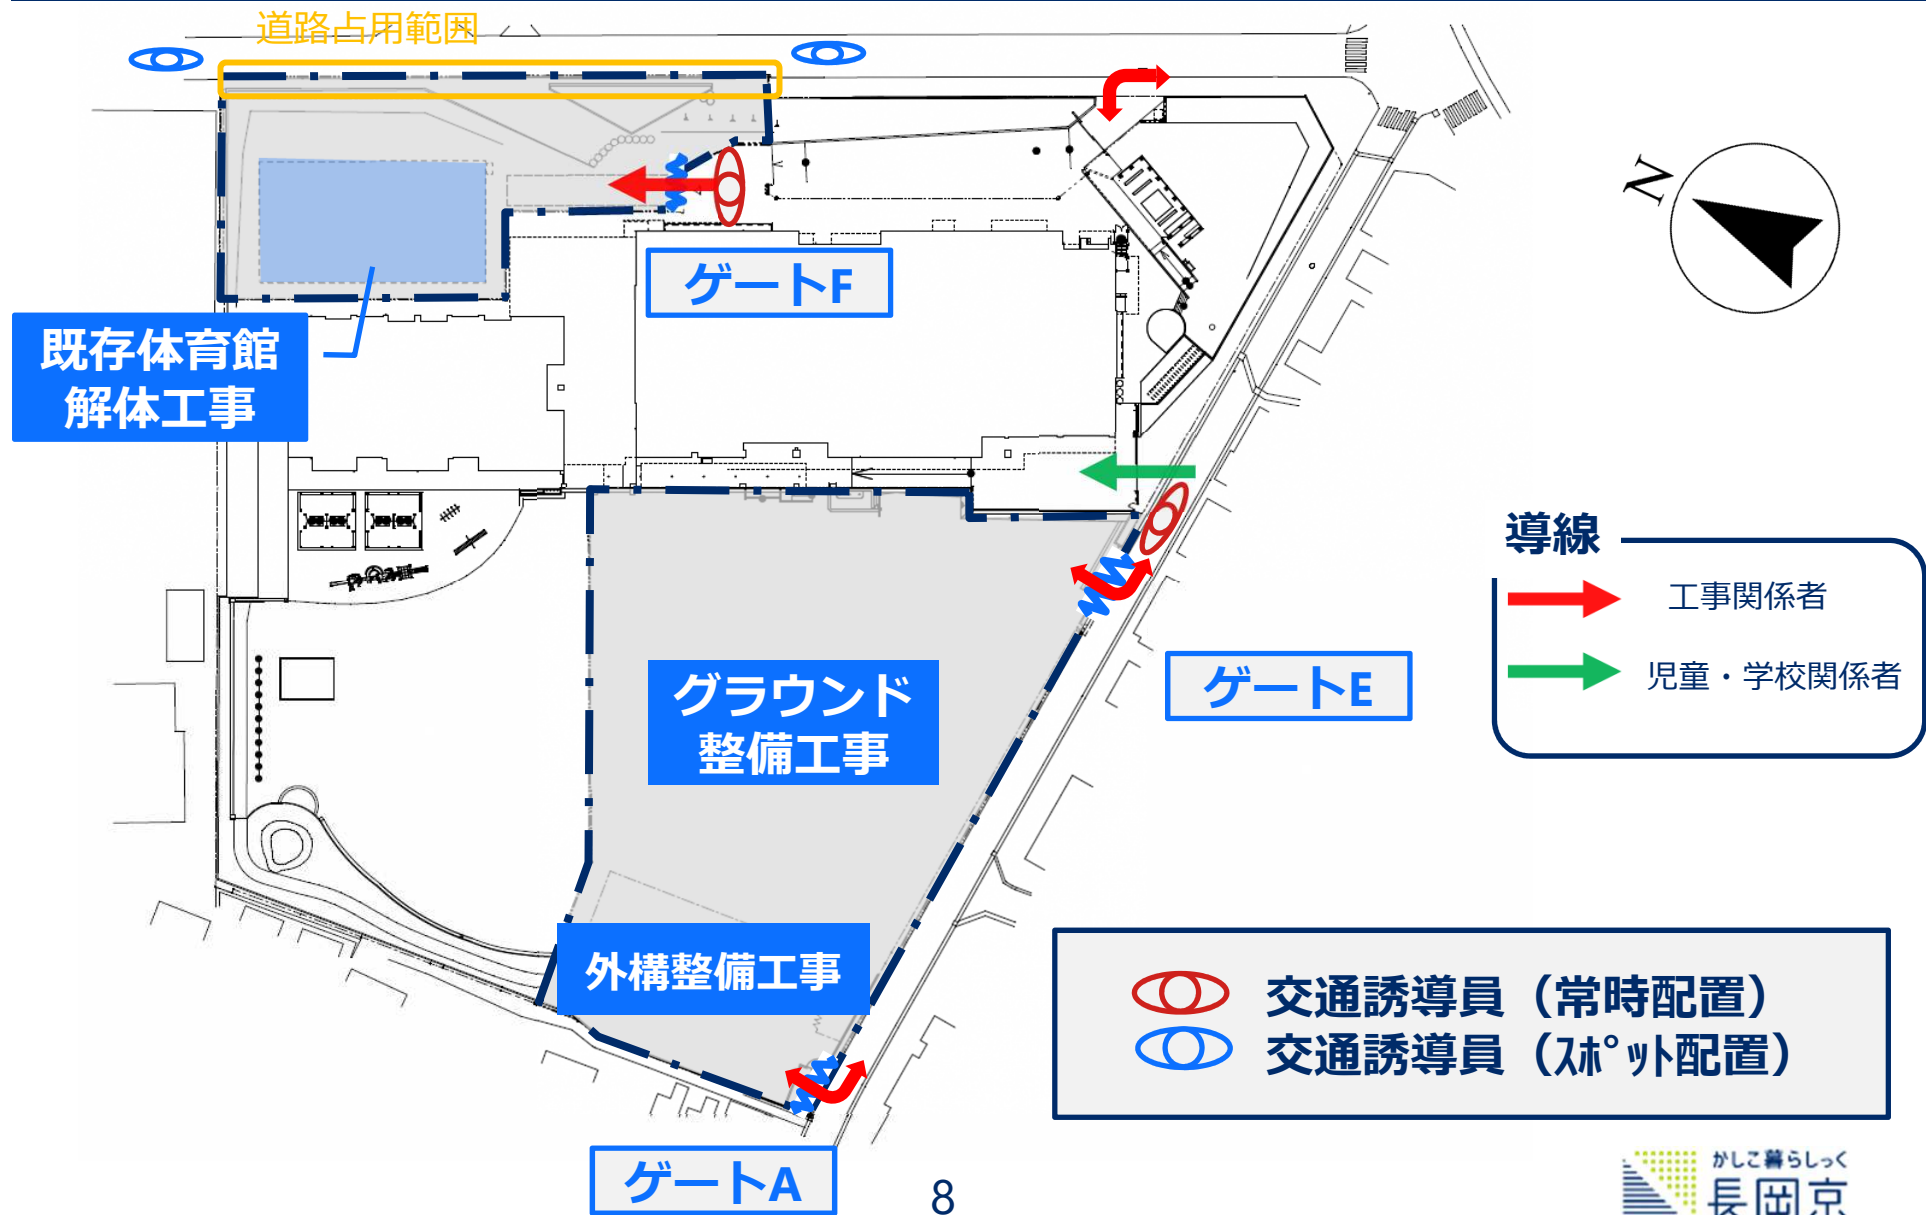 道路占用範囲
N
ゲートF
既存体育館
解体工事
導線
工事関係者
児童・学校関係者
グラウンド
整備工事
ゲートE
外構整備工事
交通誘導員（常時配置）
交通誘導員（ｽﾎﾟｯﾄ配置）
ゲートA
8
かしこ暮らしっく
長岡京